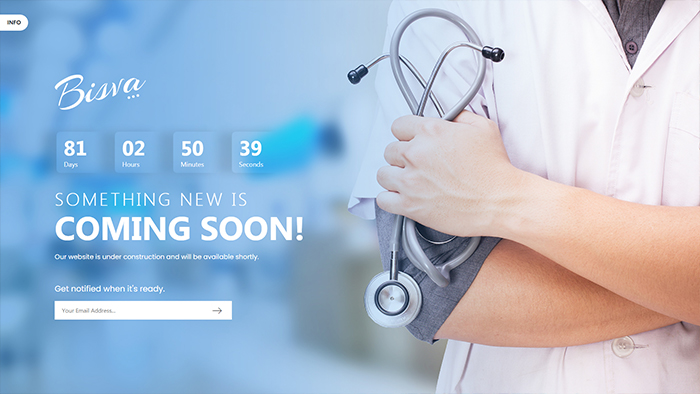 INFO
Bisva
81 02 50 39
Days Hours Minutes Seconds
SOMETHING NEW IS
COMING SOON!
Our website is under construction and will be available shortly.
Get notified when it's ready.
Your Email Address...